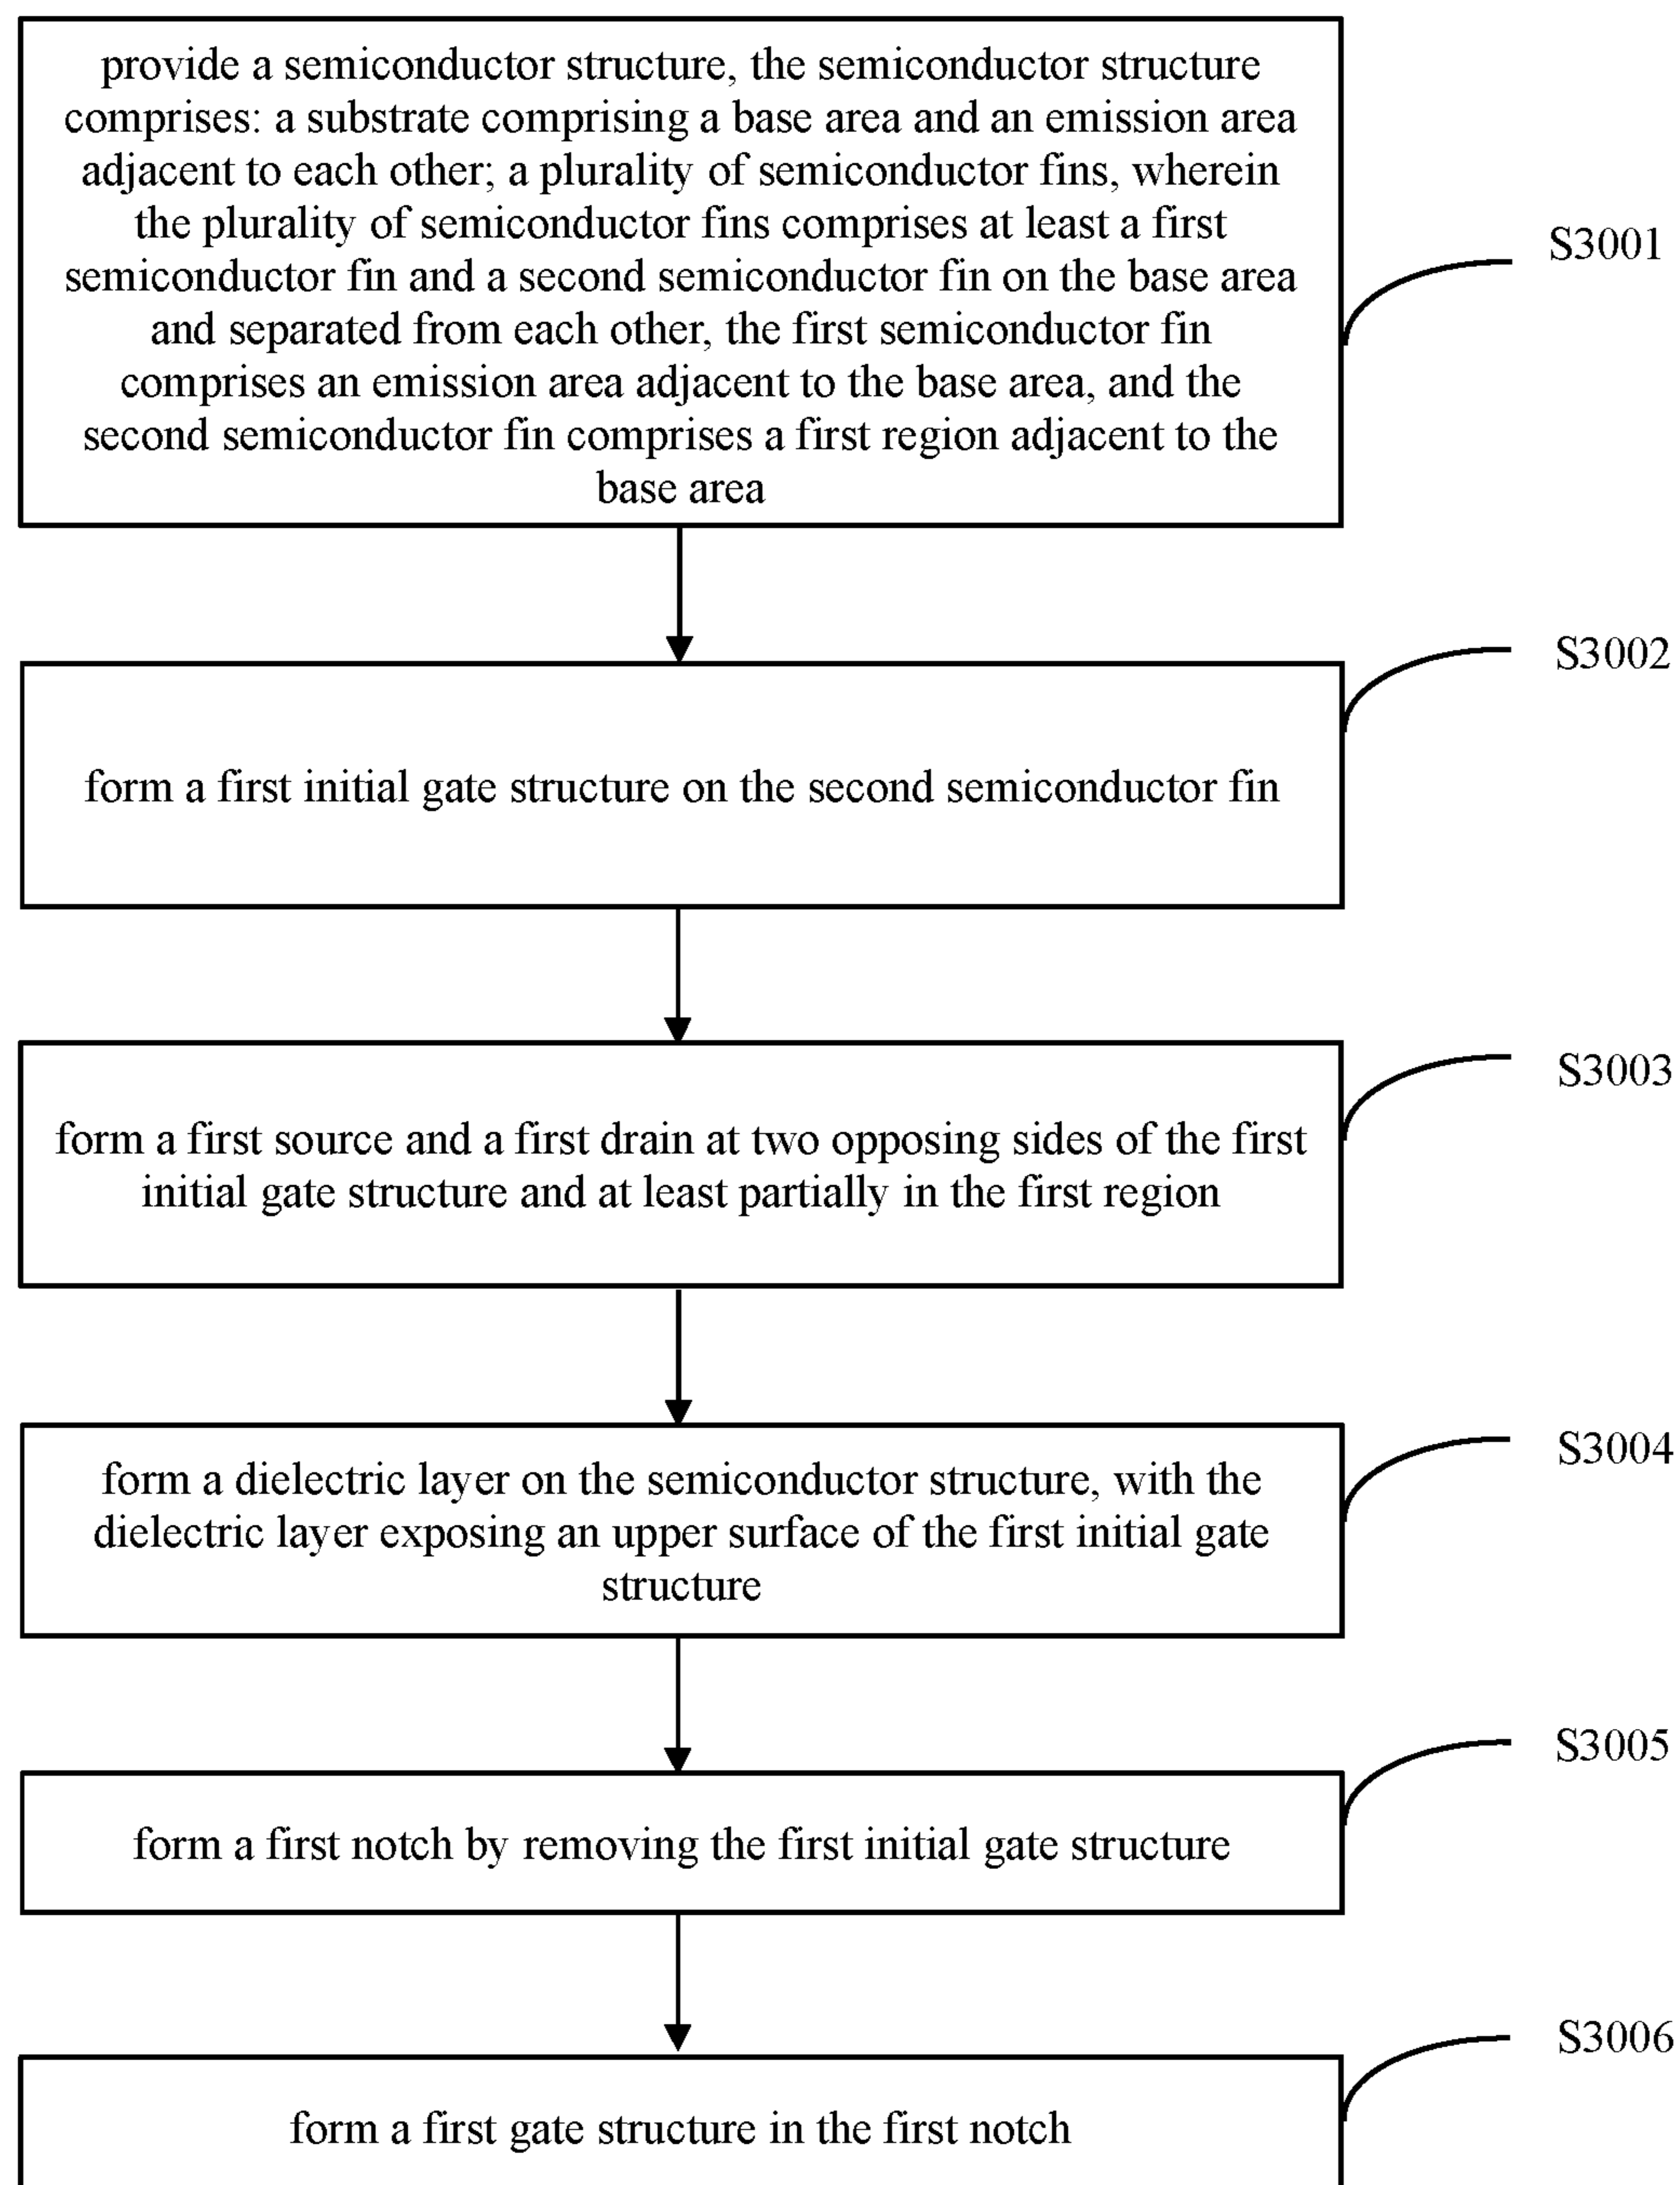 provide a semiconductor structure, the semiconductor structure
comprises: a substrate comprising a base area and an emission area
adjacent to each other; a plurality of semiconductor fins, wherein
the plurality of semiconductor fins comprises at least a first
semiconductor fin and a second semiconductor fin on the base area
and separated from each other, the first semiconductor fin
comprises an emission area adjacent to the base area, and the
second semiconductor fin comprises a first region adjacent to the
base area
S3001
form a first initial gate structure on the second semiconductor fin
S3002
form a first source and a first drain at two opposing sides of the first
initial gate structure and at least partially in the first region
S3003
form a dielectric layer on the semiconductor structure, with the
dielectric layer exposing an upper surface of the first initial gate
structure
S3004
form a first notch by removing the first initial gate structure
S3005
form a first gate structure in the first notch
S3006